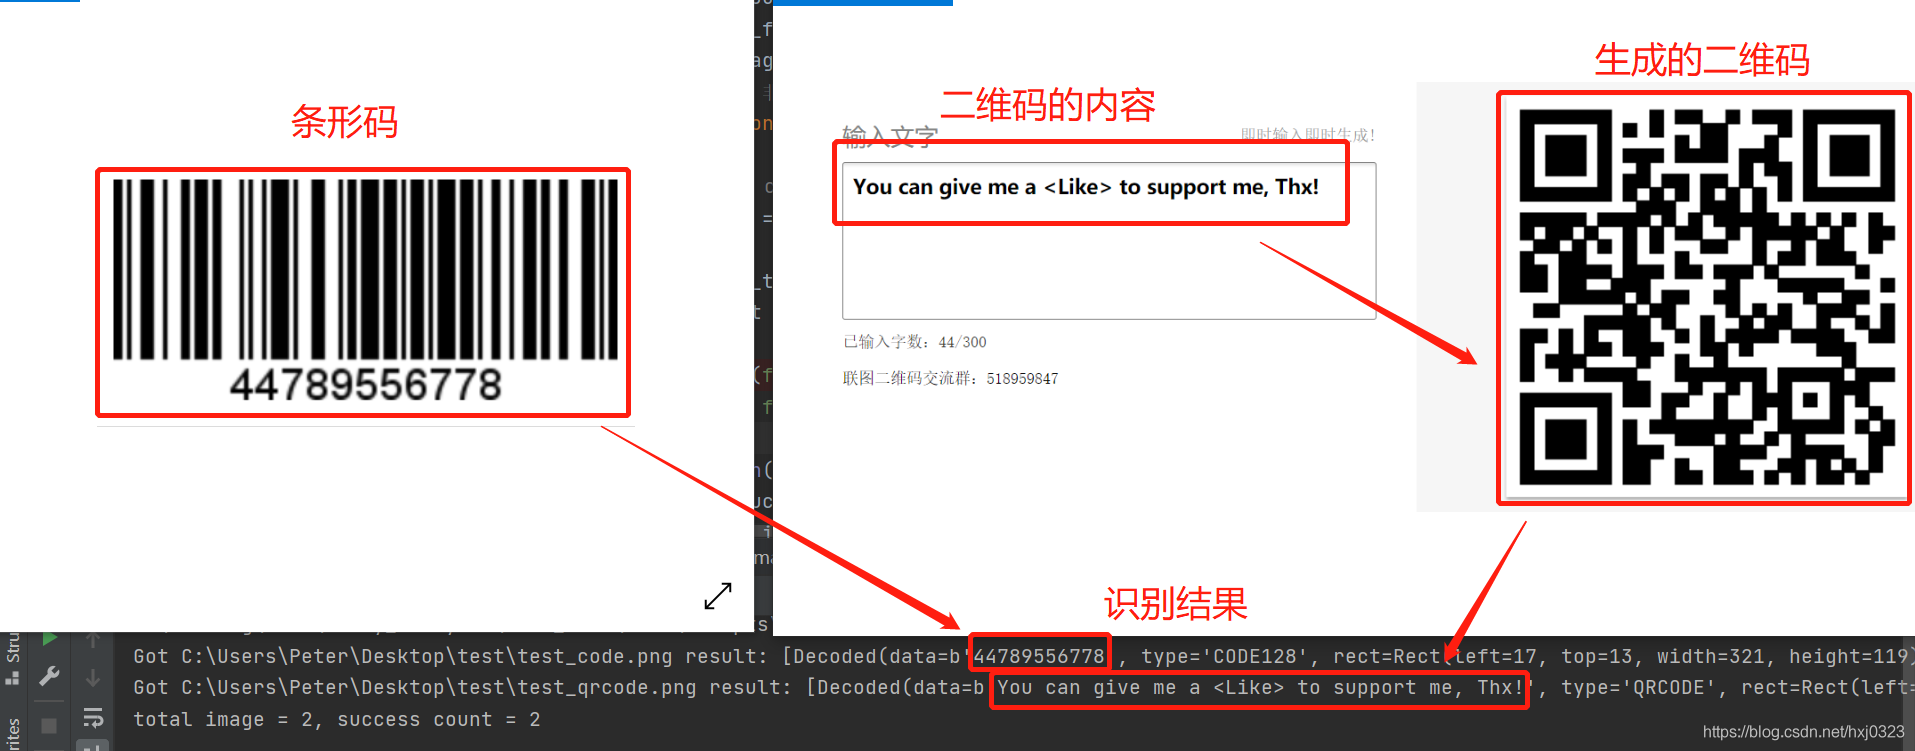 条形码
44789556778
二维码的内容
输入文字
即时输入即时生成!
You can give me a <Like> to support me, Thx!
已输入字数: 44/300
联图二维码交流群: 518959847
生成的二维码
识别结果
Got C:\Users\Peter\Desktop\test\test_code.png result: [Decoded(data=b'44789556778', type='CODE128', rect=Rect(left=17, top=13, width=321, height=119)
Got C:\Users\Peter\Desktop\test\test_qrcode.png result: [Decoded(data=b'You can give me a <Like> to support me, Thx!', type='QRCODE', rect=Rect(left=
total image = 2, success count = 2
https://blog.csdn.net/hxj0323